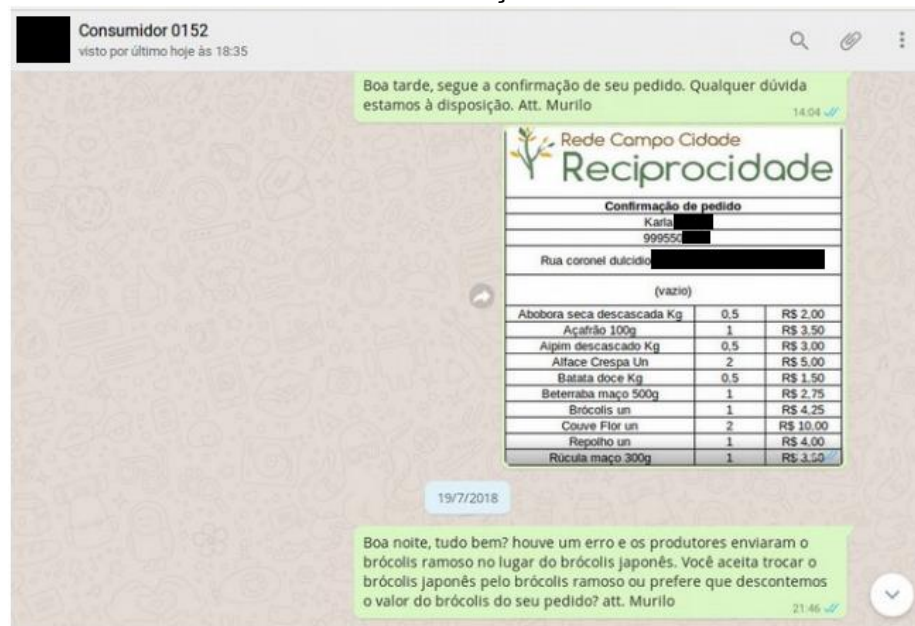 Consumidor 0152
visto por último hoje às 18:35
Boa tarde, segue a confirmação de seu pedido. Qualquer dúvida
estamos à disposição. Att. Murilo
14:04
Rede Campo Cidade
Reciprocidade
Confirmação de pedido
Karla
999550
Rua coronel dulcidio
(vazio)
Abobora seca descascada Kg 0,5 R$ 2,00
Açafrão 100g 1 R$ 3,50
Aipim descascado Kg 0,5 R$ 3,00
Alface Crespa Un 2 R$ 5,00
Batata doce Kg 0,5 R$ 1,50
Beterraba maço 500g 1 R$ 2,75
Brócolis un 1 R$ 4,25
Couve Flor un 2 R$ 10,00
Repolho un 1 R$ 4,00
Rúcula maço 300g 1 R$ 3,50
19/7/2018
Boa noite, tudo bem? houve um erro e os produtores enviaram o
brócolis ramoso no lugar do brócolis japonês. Você aceita trocar o
brócolis japonês pelo brócolis ramoso ou prefere que descontemos
o valor do brócolis do seu pedido? att. Murilo
21:46